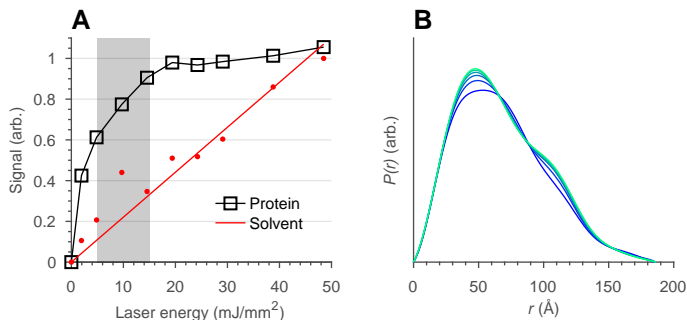 A
1
0.8
0.6
0.4
0.2
0
Signal (arb.)
Protein
Solvent
0 10 20 30 40 50
Laser energy (mJ/mm²)
B
P(r) (arb.)
0 50 100 150 200
r (Å)